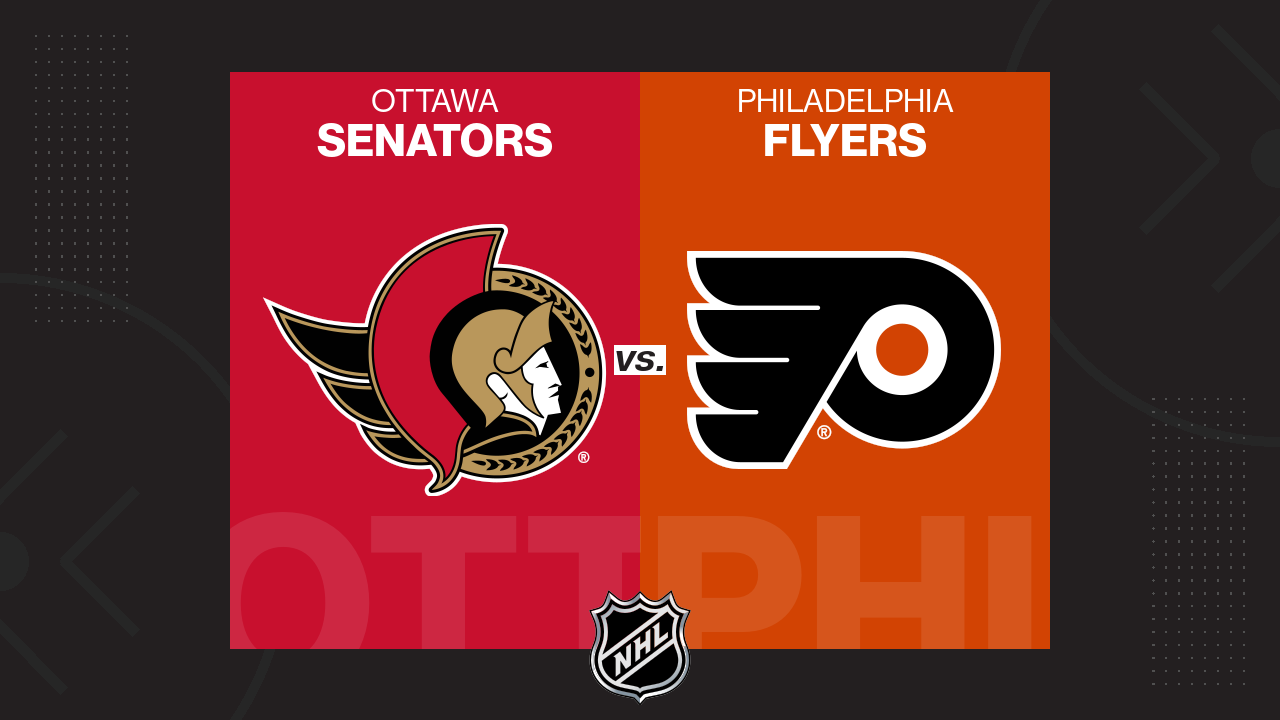 OTTAWA
SENATORS
PHILADELPHIA
FLYERS
vs.
®
®
OTT
PHI
NHL